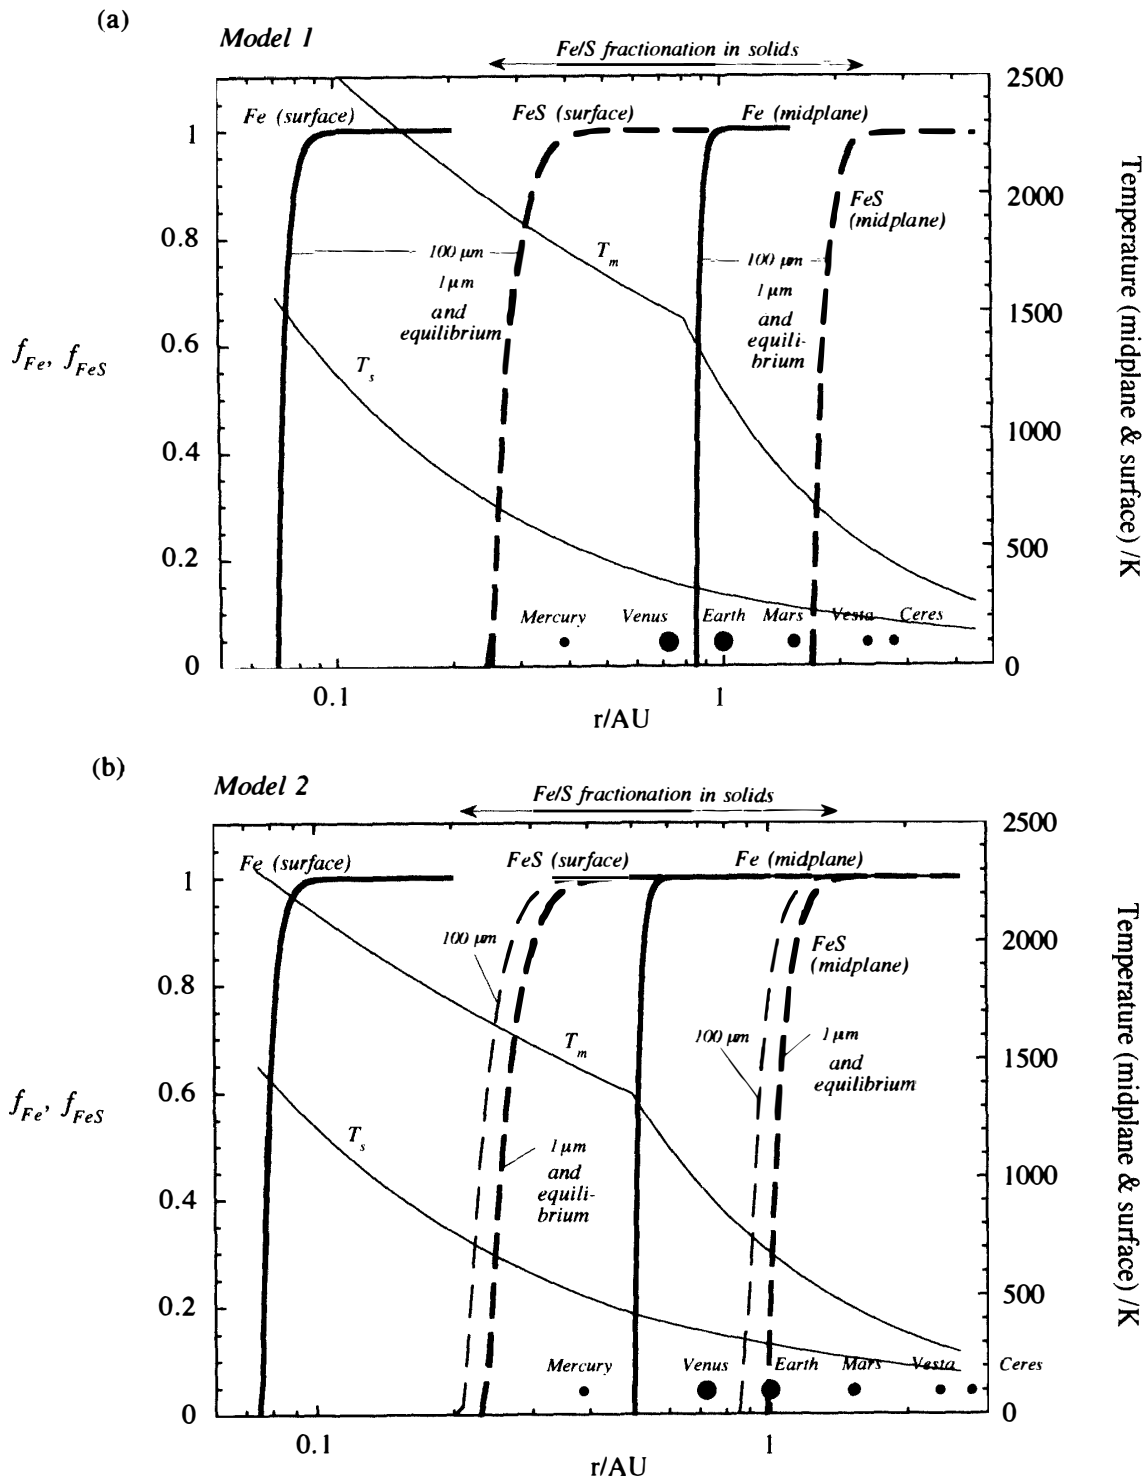 (a)
Model 1
Fe/S fractionation in solids
2500
Fe (surface)
FeS (surface)
Fe (midplane)
1
FeS
(midplane)
2000
0.8
100 µm
1 µm
and
equilibrium
T_m
100 µm
1 µm
and
equili-
brium
1500
0.6
f_Fe, f_FeS
T_s
Temperature (midplane & surface) /K
1000
0.4
0.2
500
Mercury
Venus
Earth
Mars
Vesta
Ceres
0
0
0.1
1
r/AU
(b)
Model 2
Fe/S fractionation in solids
2500
Fe (surface)
FeS (surface)
Fe (midplane)
1
100 µm
FeS
(midplane)
2000
0.8
T_m
100 µm
1 µm
and
equilibrium
1500
0.6
f_Fe, f_FeS
T_s
1 µm
and
equili-
brium
Temperature (midplane & surface) /K
1000
0.4
0.2
500
Mercury
Venus
Earth
Mars
Vesta
Ceres
0
0
0.1
1
r/AU